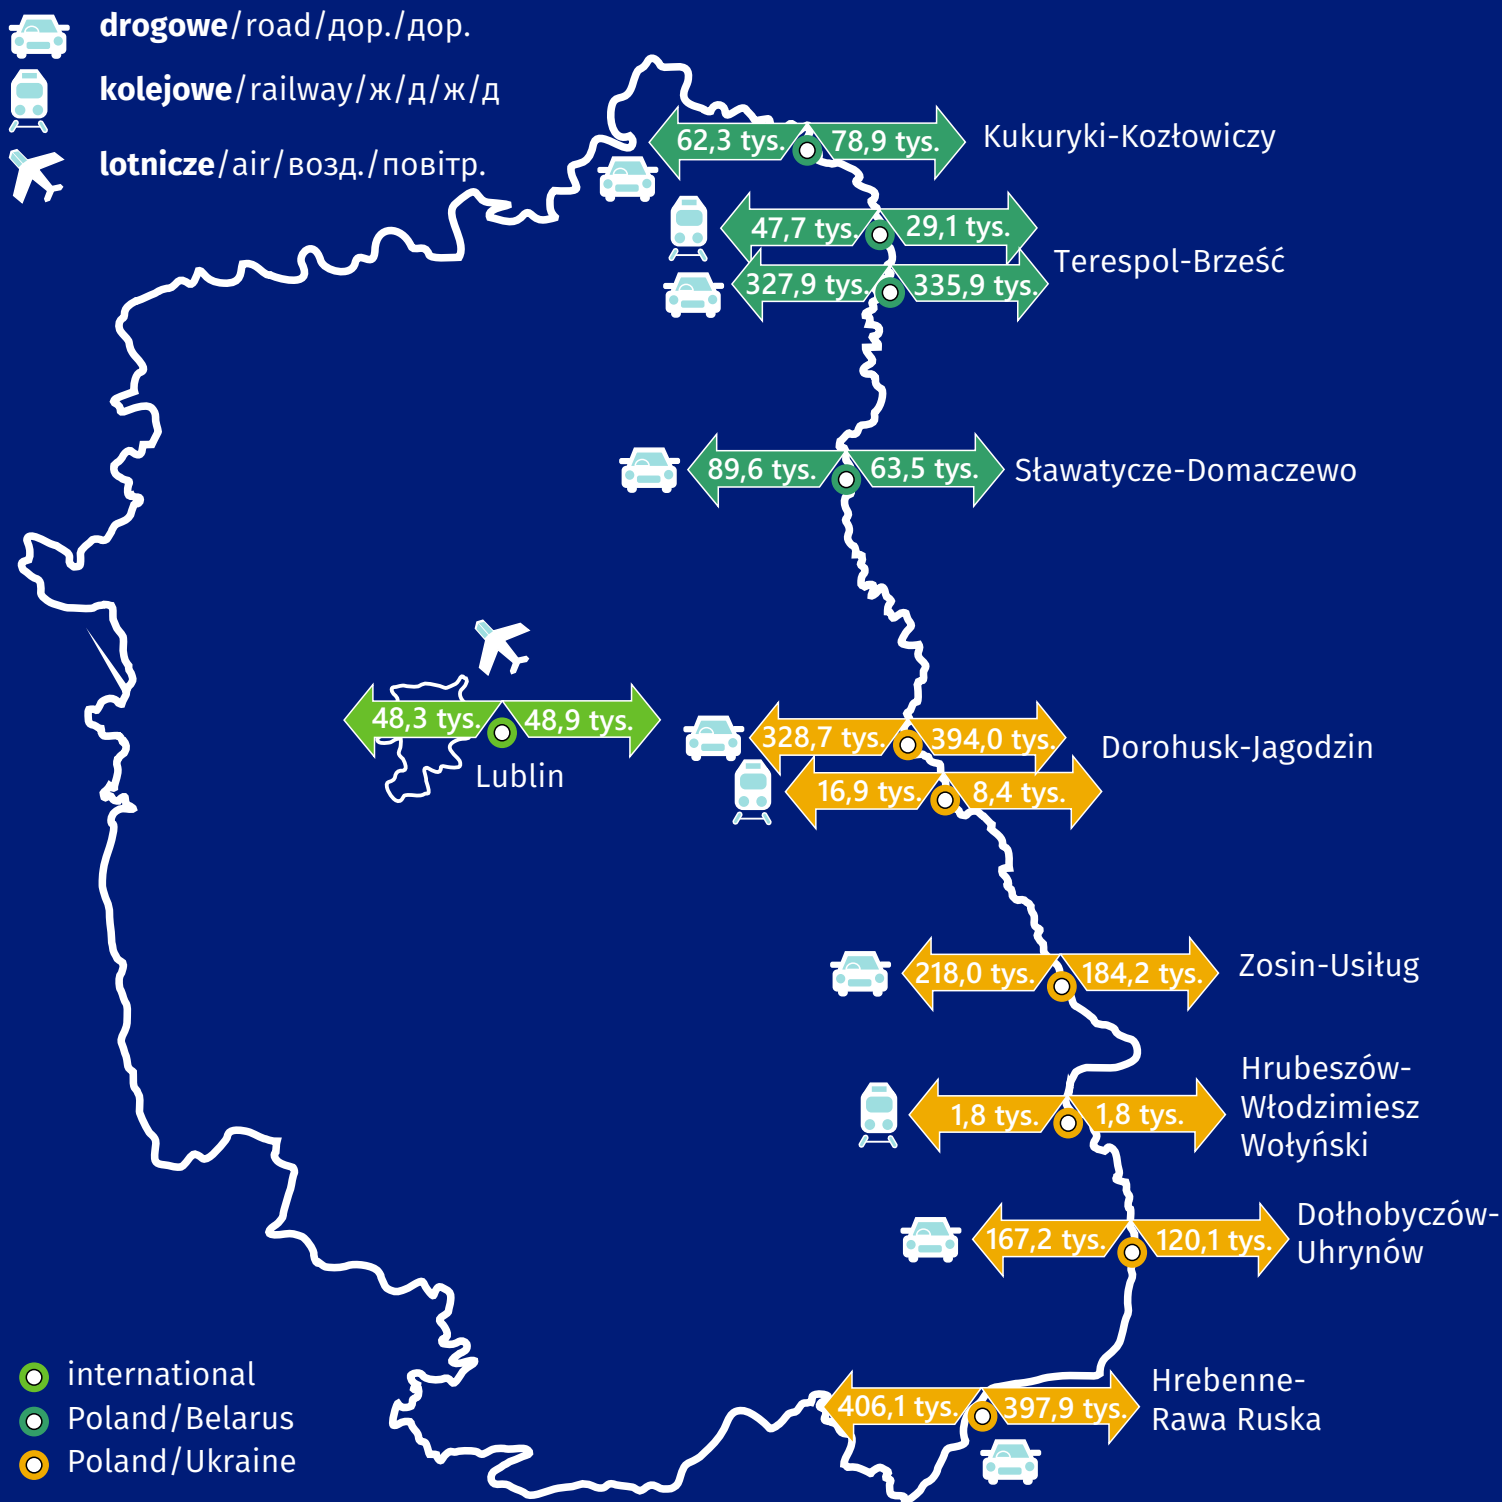 drogowe/road/дор./дор.
kolejowe/railway/ж/д/ж/д
lotnicze/air/возд./повітр.
62,3 tys. 78,9 tys. Kukuryki-Kozłowiczy
47,7 tys. 29,1 tys.
Terespol-Brześć
327,9 tys. 335,9 tys.
89,6 tys. 63,5 tys. Sławatycze-Domaczewo
48,3 tys. 48,9 tys.
Lublin
328,7 tys. 394,0 tys. Dorohusk-Jagodzin
16,9 tys. 8,4 tys.
218,0 tys. 184,2 tys. Zosin-Usiług
1,8 tys. 1,8 tys.
Hrubeszów-
Włodzimiesz
Wołyński
167,2 tys. 120,1 tys.
Dołhobyczów-
Uhrynów
406,1 tys. 397,9 tys.
Hrebenne-
Rawa Ruska
international
Poland/Belarus
Poland/Ukraine